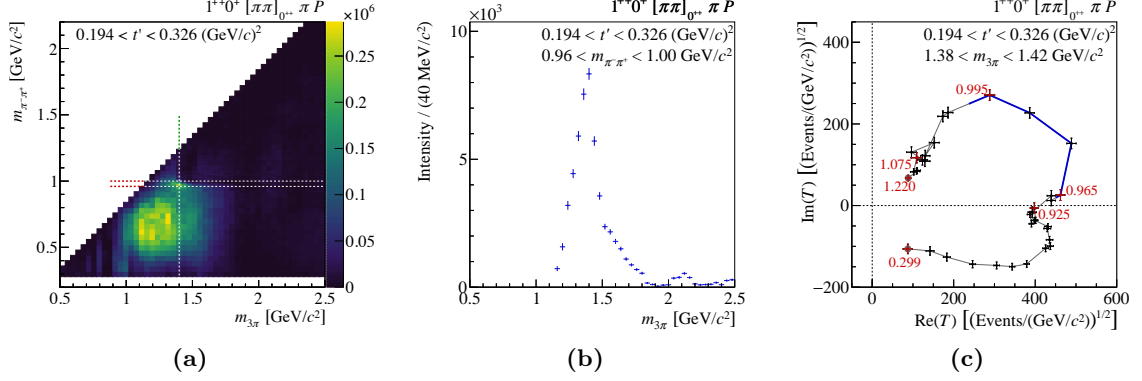 1⁺⁺0⁺ [ππ]₀₊₊ π P
×10⁶
0.194 < t' < 0.326 (GeV/c)²
m_π⁻π⁺ [GeV/c²]
2
1.5
1
0.5
0.5
0.4
0.3
0.2
0.1
0
0.5 1 1.5 2 2.5
m_3π [GeV/c²]
(a)
1⁺⁺0⁺ [ππ]₀₊₊ π P
×10³
0.194 < t' < 0.326 (GeV/c)²
0.96 < m_π⁻π⁺ < 1.00 GeV/c²
Intensity / (40 MeV/c²)
10
5
0
0.5 1 1.5 2 2.5
m_3π [GeV/c²]
(b)
1⁺⁺0⁺ [ππ]₀₊₊ π P
0.194 < t' < 0.326 (GeV/c)²
1.38 < m_3π < 1.42 GeV/c²
Im(T) [(Events/(GeV/c²))¹/²]
400
200
0
−200
0.995
1.075
1.220
0.965
0.925
0.299
0 200 400 600
Re(T) [(Events/(GeV/c²))¹/²]
(c)